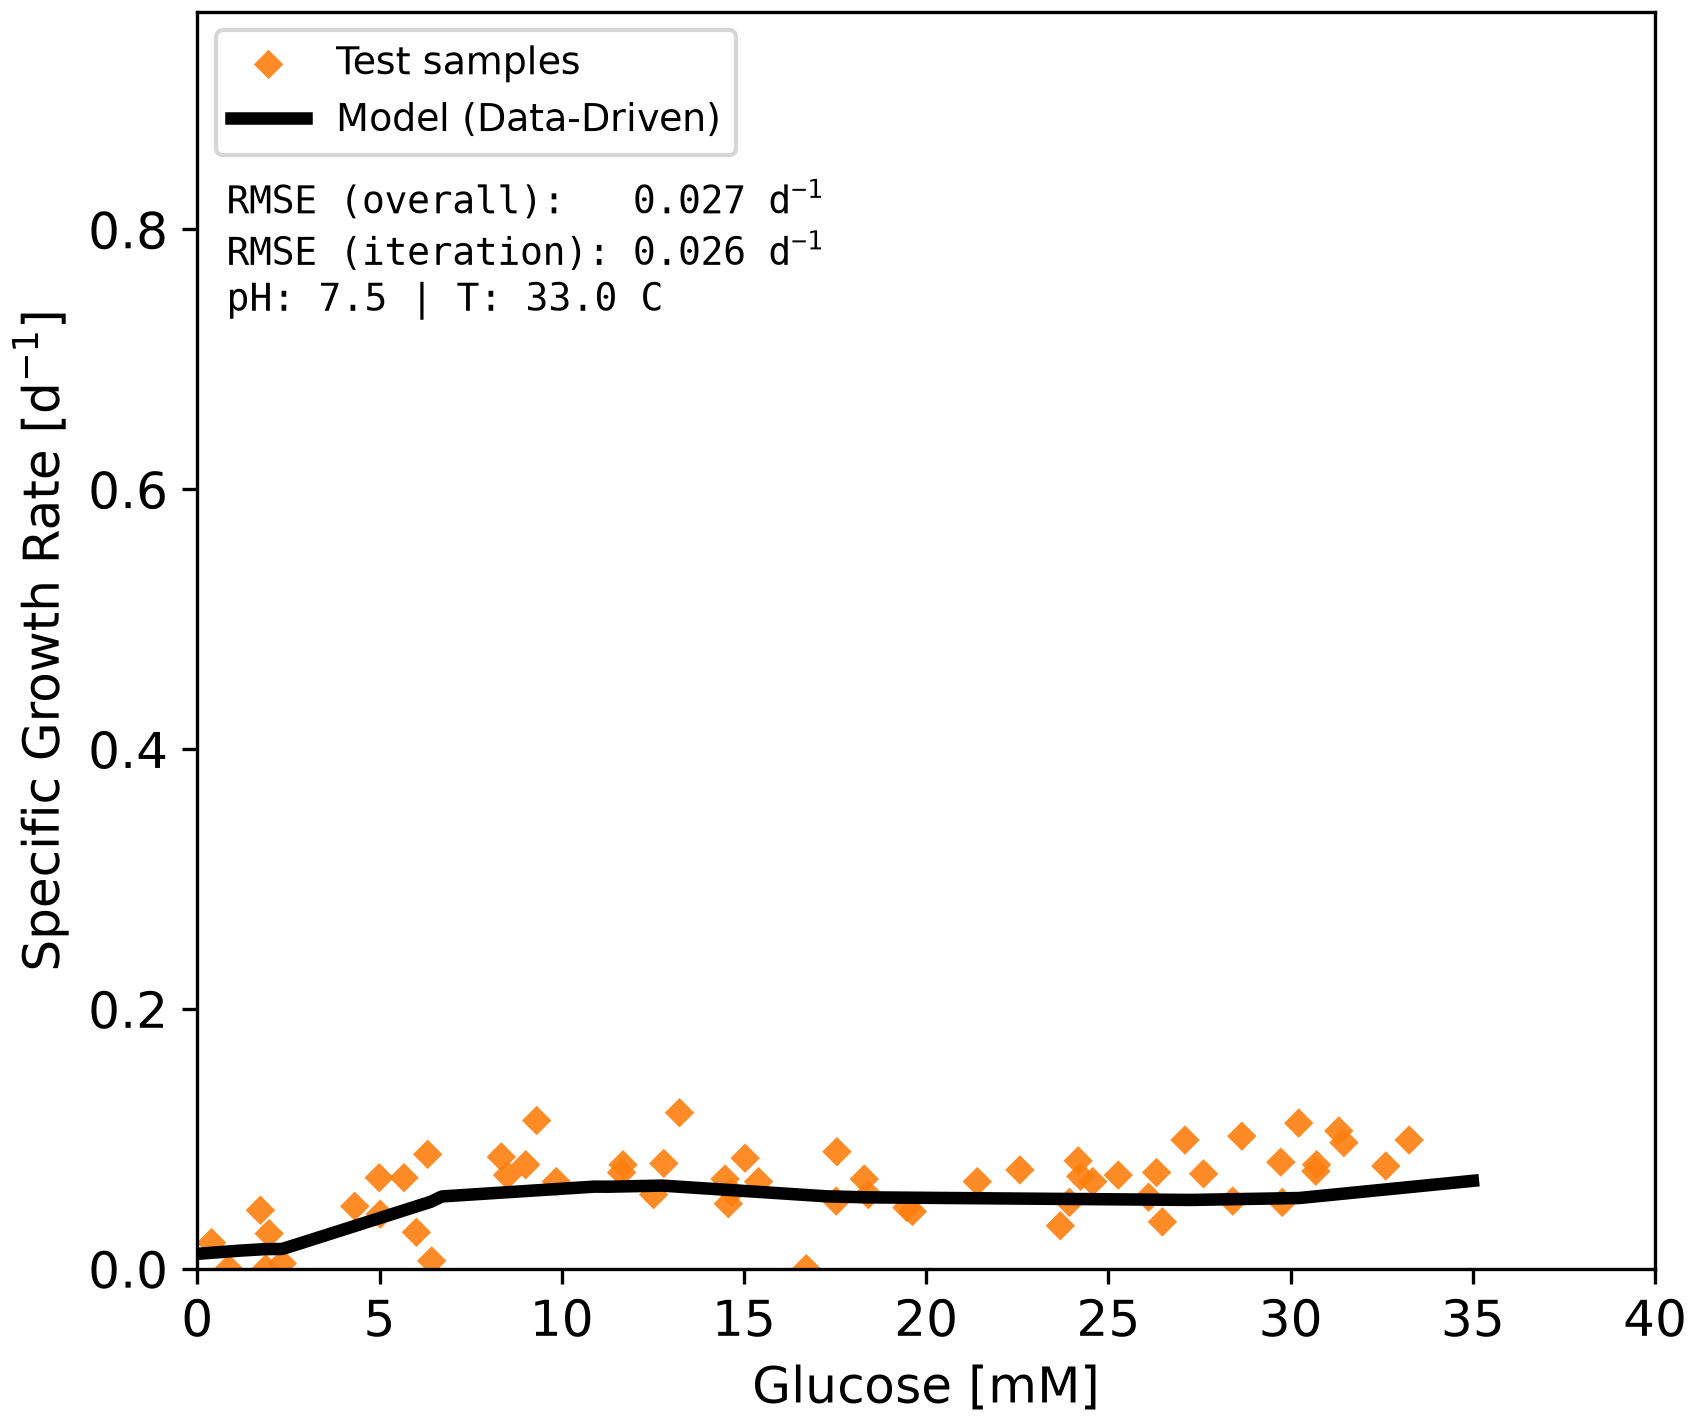 Test samples
Model (Data-Driven)
RMSE (overall): 0.027 d⁻¹
RMSE (iteration): 0.026 d⁻¹
pH: 7.5 | T: 33.0 C
Specific Growth Rate [d⁻¹]
0.8
0.6
0.4
0.2
0.0
0 5 10 15 20 25 30 35 40
Glucose [mM]